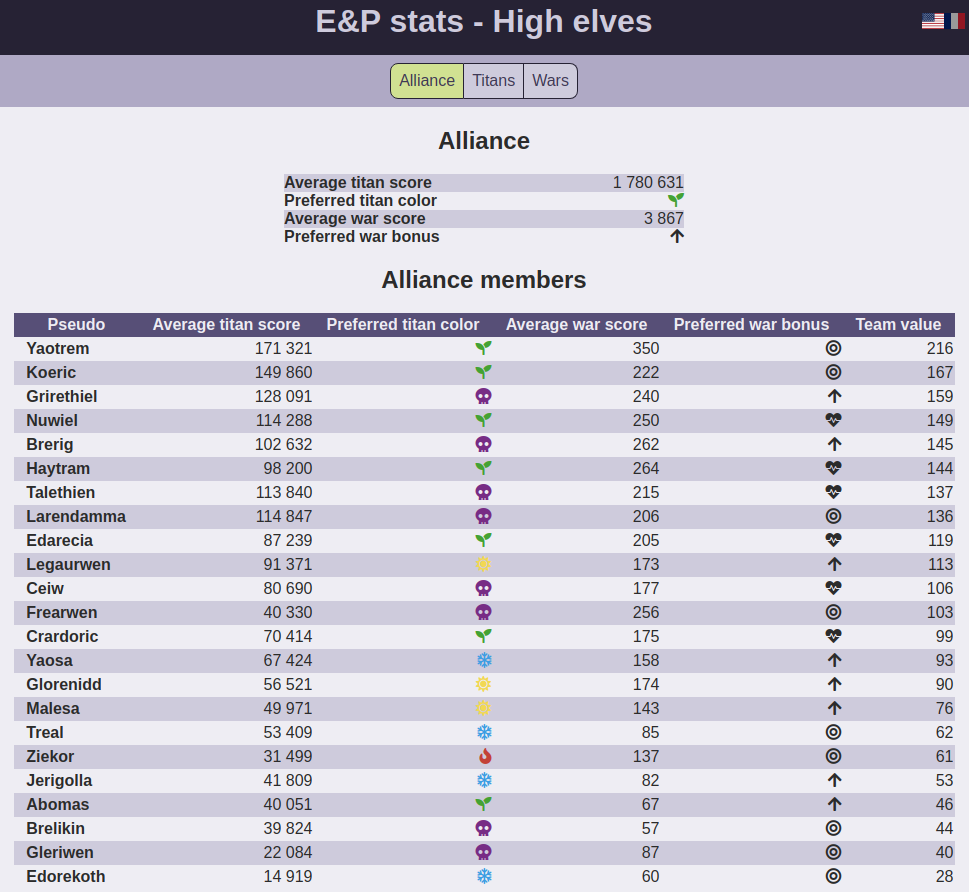 E&P stats - High elves
Alliance Titans Wars
Alliance
Average titan score 1 780 631
Preferred titan color
Average war score 3 867
Preferred war bonus
Alliance members
Pseudo Average titan score Preferred titan color Average war score Preferred war bonus Team value
Yaotrem 171 321 350 216
Koeric 149 860 222 167
Grirethiel 128 091 240 159
Nuwiel 114 288 250 149
Brerig 102 632 262 145
Haytram 98 200 264 144
Talethien 113 840 215 137
Larendamma 114 847 206 136
Edarecia 87 239 205 119
Legaurwen 91 371 173 113
Ceiw 80 690 177 106
Frearwen 40 330 256 103
Crardoric 70 414 175 99
Yaosa 67 424 158 93
Glorenidd 56 521 174 90
Malesa 49 971 143 76
Treal 53 409 85 62
Ziekor 31 499 137 61
Jerigolla 41 809 82 53
Abomas 40 051 67 46
Brelikin 39 824 57 44
Gleriwen 22 084 87 40
Edorekoth 14 919 60 28